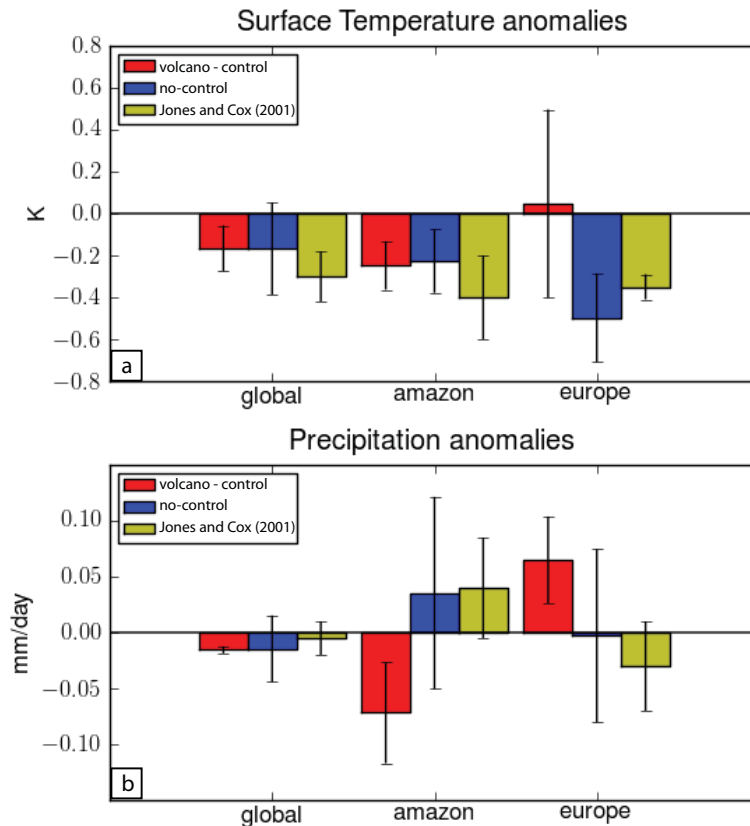 Surface Temperature anomalies
0.8
0.6
0.4
0.2
0.0
−0.2
−0.4
−0.6
−0.8
K
volcano - control
no-control
Jones and Cox (2001)
a
global amazon europe
Precipitation anomalies
0.10
0.05
0.00
−0.05
−0.10
mm/day
volcano - control
no-control
Jones and Cox (2001)
b
global amazon europe